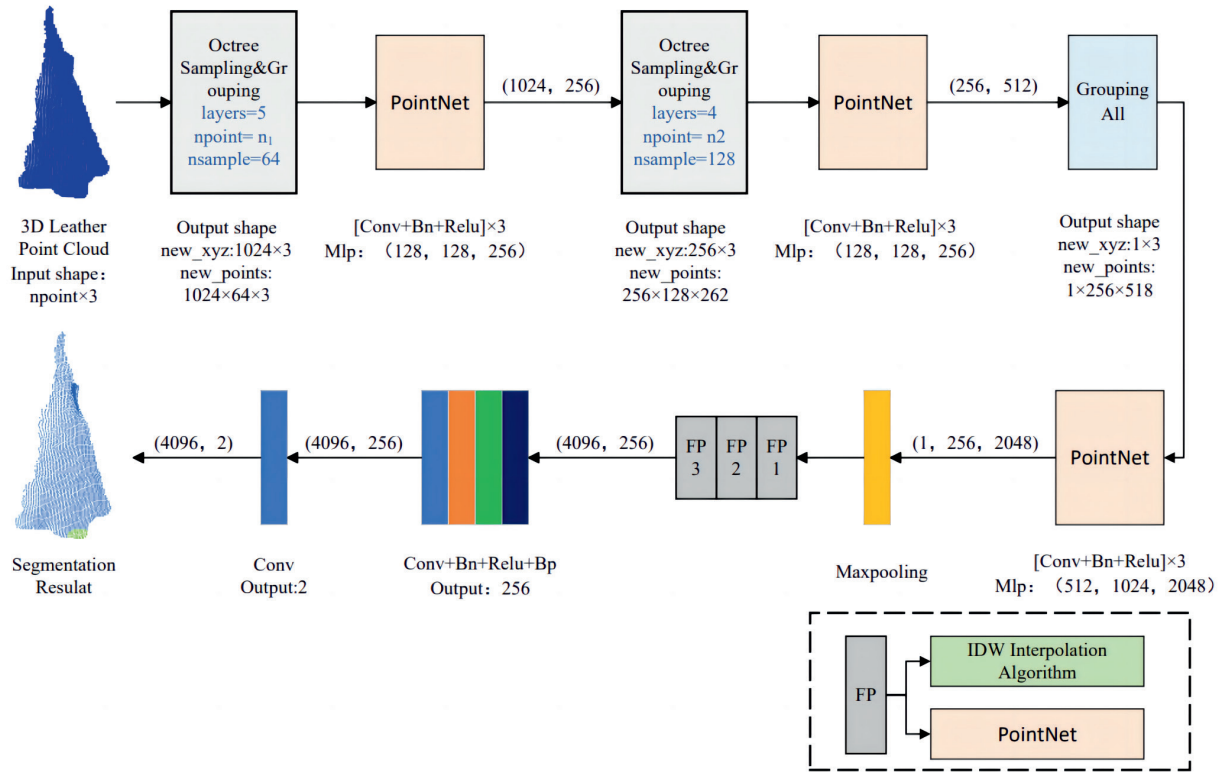 Octree
Sampling&Gr
ouping
layers=5
npoint= n₁
nsample=64
PointNet
(1024, 256)
Octree
Sampling&Gr
ouping
layers=4
npoint= n2
nsample=128
PointNet
(256, 512)
Grouping
All
3D Leather
Point Cloud
Input shape：
npoint×3
Output shape
new_xyz:1024×3
new_points:
1024×64×3
[Conv+Bn+Relu]×3
Mlp：（128，128，256）
Output shape
new_xyz:256×3
new_points:
256×128×262
[Conv+Bn+Relu]×3
Mlp：（128，128，256）
Output shape
new_xyz:1×3
new_points:
1×256×518
(4096, 2)
(4096, 256)
(4096, 256)
FP
3
FP
2
FP
1
(1, 256, 2048)
PointNet
Segmentation
Resulat
Conv
Output:2
Conv+Bn+Relu+Bp
Output：256
Maxpooling
[Conv+Bn+Relu]×3
Mlp：（512，1024，2048）
FP
IDW Interpolation
Algorithm
PointNet